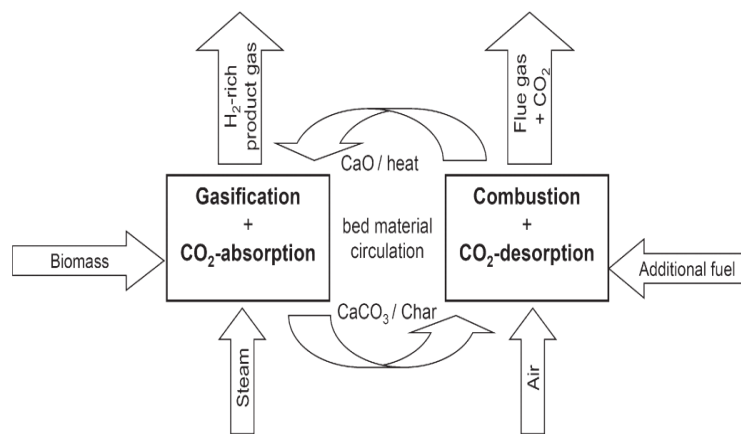 H₂-rich
product gas
Flue gas
+ CO₂
CaO / heat
Gasification
+
CO₂-absorption
bed material
circulation
Combustion
+
CO₂-desorption
Biomass
Additional fuel
CaCO₃ / Char
Steam
Air